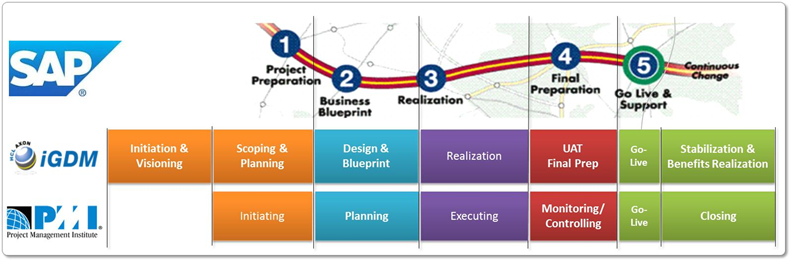 SAP
®
1
Project
Preparation
2
Business
Blueprint
3
Realization
4
Final
Preparation
5
Go Live &
Support
Continuous
Change
HCL AXON
iGDM
Initiation &
Visioning
Scoping &
Planning
Design &
Blueprint
Realization
UAT
Final Prep
Go-
Live
Stabilization &
Benefits Realization
PMI
®
Project Management Institute
Initiating
Planning
Executing
Monitoring/
Controlling
Go-
Live
Closing